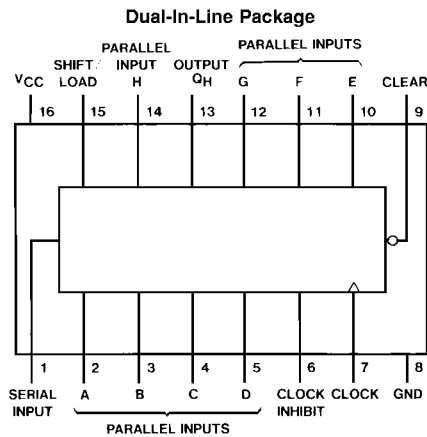 Dual-In-Line Package
PARALLEL
SHIFT/ INPUT OUTPUT PARALLEL INPUTS
VCC LOAD H QH G F E CLEAR
16 15 14 13 12 11 10 9
1 2 3 4 5 6 7 8
SERIAL A B C D CLOCK CLOCK GND
INPUT INHIBIT
PARALLEL INPUTS